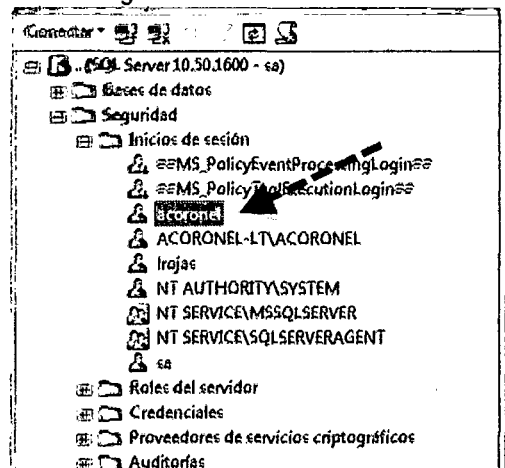 Conectar
. (SQL Server 10.50.1600 - sa)
Bases de datos
Seguridad
Inicios de sesión
##MS_PolicyEventProcessingLogin##
##MS_PolicyTsqlExecutionLogin##
acoronel
ACORONEL-LT\ACORONEL
lrojas
NT AUTHORITY\SYSTEM
NT SERVICE\MSSQLSERVER
NT SERVICE\SQLSERVERAGENT
sa
Roles del servidor
Credenciales
Proveedores de servicios criptográficos
Auditorías